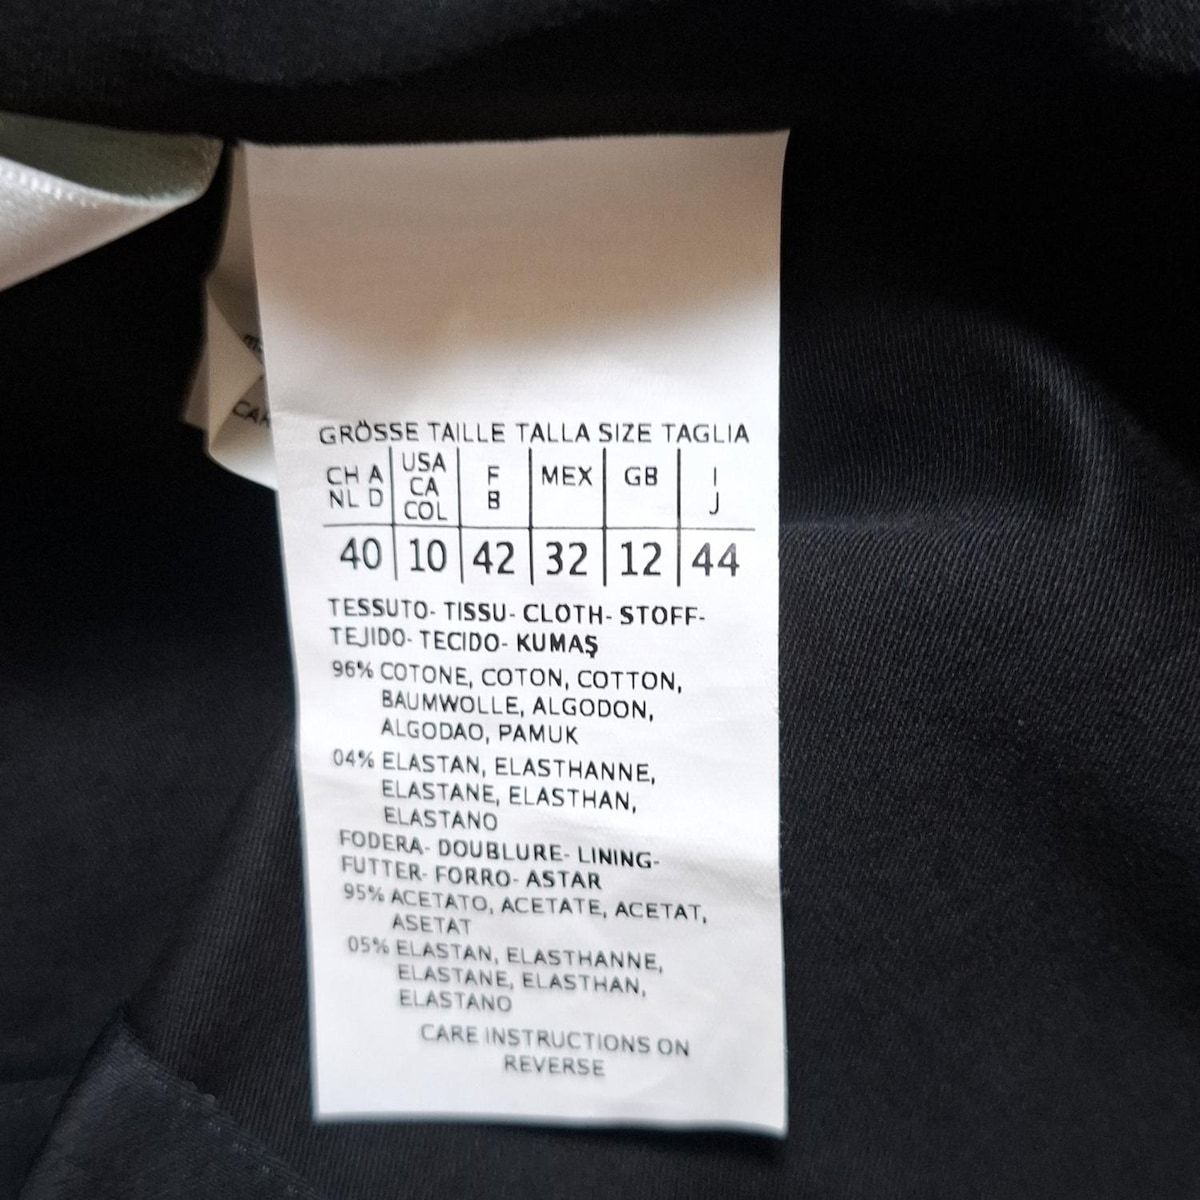 GRÖSSE TAILLE TALLA SIZE TAGLIA
CH A
NL D
USA
CA
COL
F
B
MEX
GB
I
J
40 10 42 32 12 44
TESSUTO- TISSU- CLOTH- STOFF-
TEJIDO- TECIDO- KUMAŞ
96% COTONE, COTON, COTTON,
BAUMWOLLE, ALGODON,
ALGODAO, PAMUK
04% ELASTAN, ELASTHANNE,
ELASTANE, ELASTHAN,
ELASTANO
FODERA- DOUBLURE- LINING-
FUTTER- FORRO- ASTAR
95% ACETATO, ACETATE, ACETAT,
ASETAT
05% ELASTAN, ELASTHANNE,
ELASTANE, ELASTHAN,
ELASTANO
CARE INSTRUCTIONS ON
REVERSE